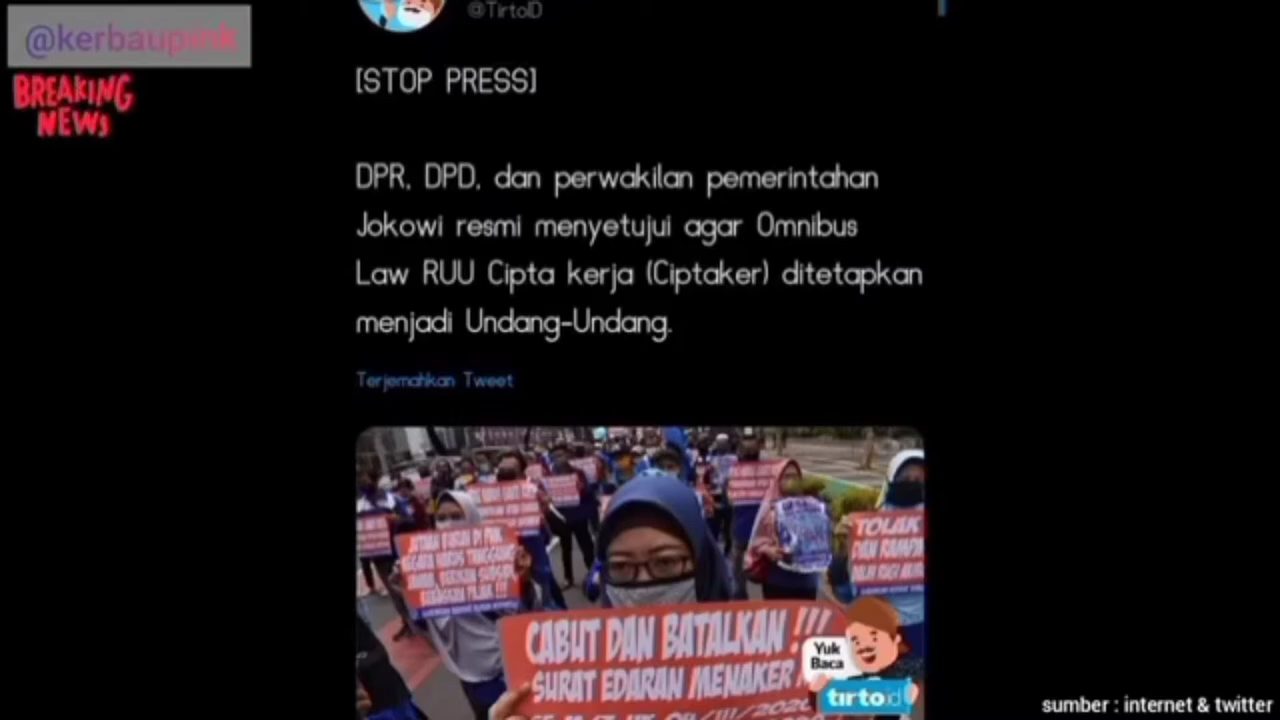 @kerbaupink
BREAKING
NEWS
@TirtoID
[STOP PRESS]
DPR, DPD, dan perwakilan pemerintahan
Jokowi resmi menyetujui agar Omnibus
Law RUU Cipta kerja (Ciptaker) ditetapkan
menjadi Undang-Undang.
Terjemahkan Tweet
TOLAK
CABUT DAN BATALKAN !!!
SURAT EDARAN MENAKER
Yuk
Baca
tirto.id
sumber : internet & twitter